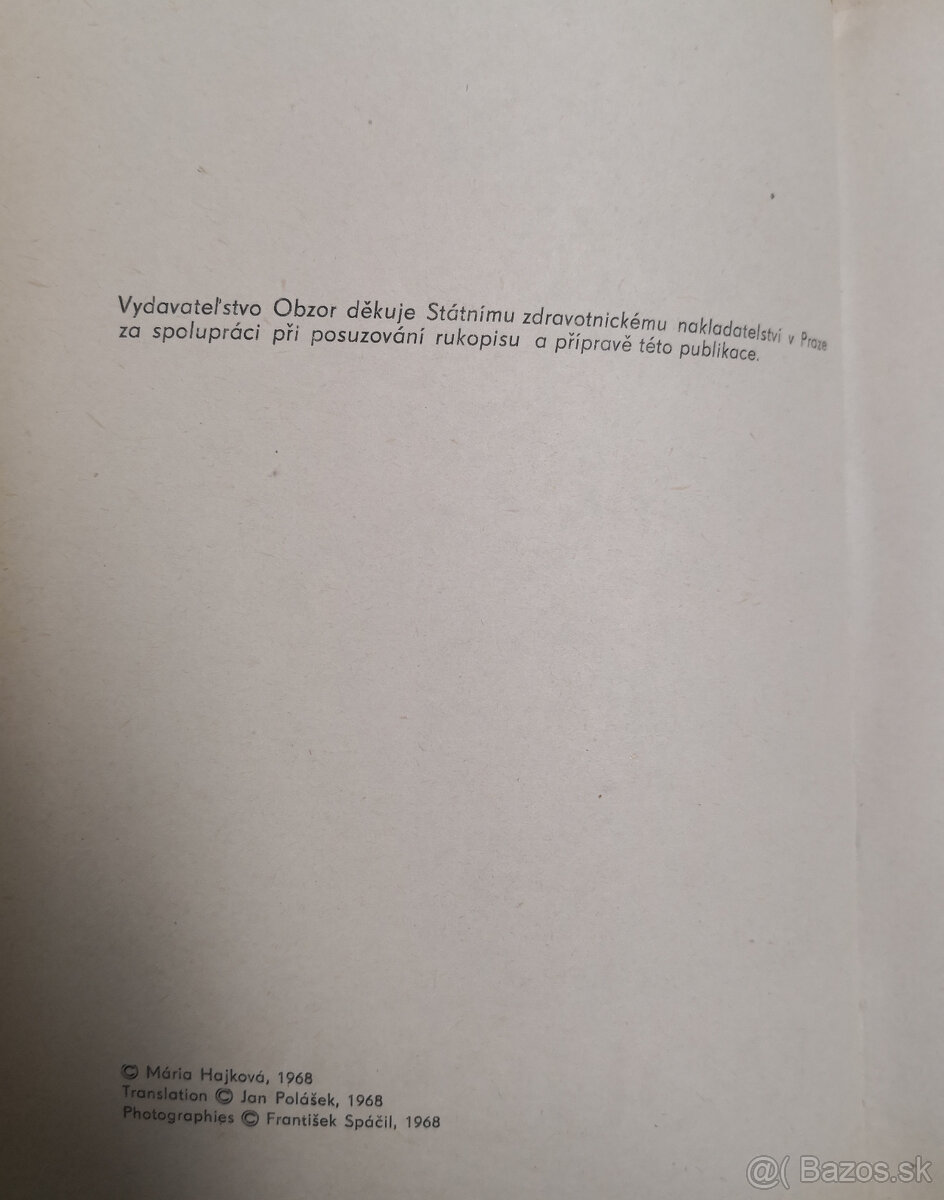 Vydavateľstvo Obzor děkuje Státnímu zdravotnickému nakladatelství v Praze
za spolupráci při posuzování rukopisu a přípravě této publikace.
© Mária Hajková, 1968
Translation © Jan Polášek, 1968
Photographies © František Spáčil, 1968
@( Bazos.sk